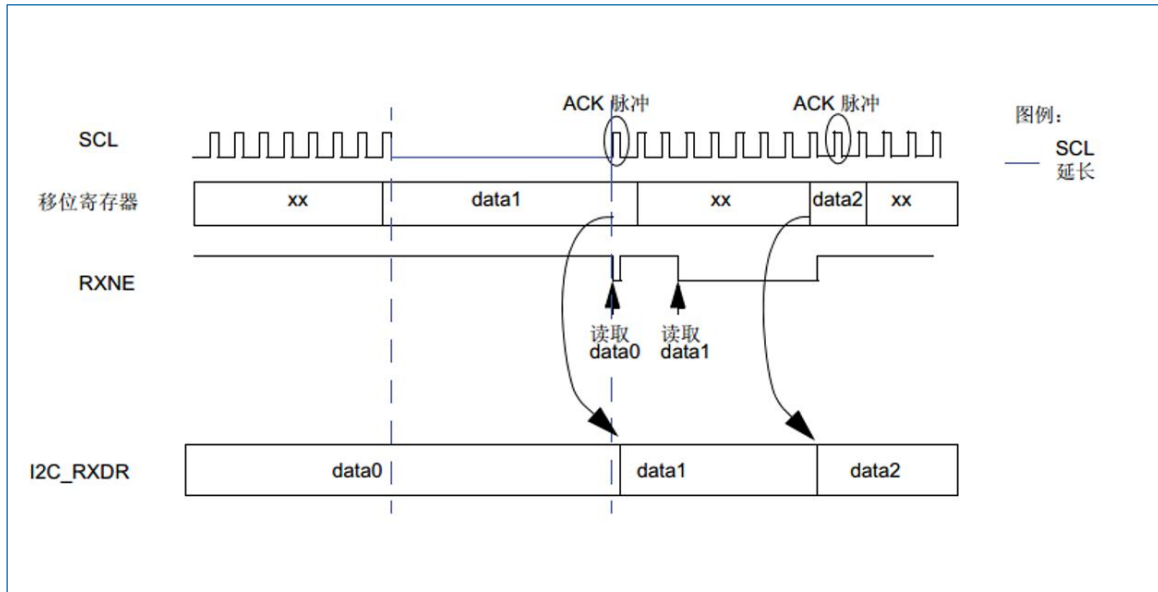 ACK 脉冲
ACK 脉冲
图例：
SCL
SCL
延长
移位寄存器
xx
data1
xx
data2
xx
RXNE
读取
data0
读取
data1
I2C_RXDR
data0
data1
data2